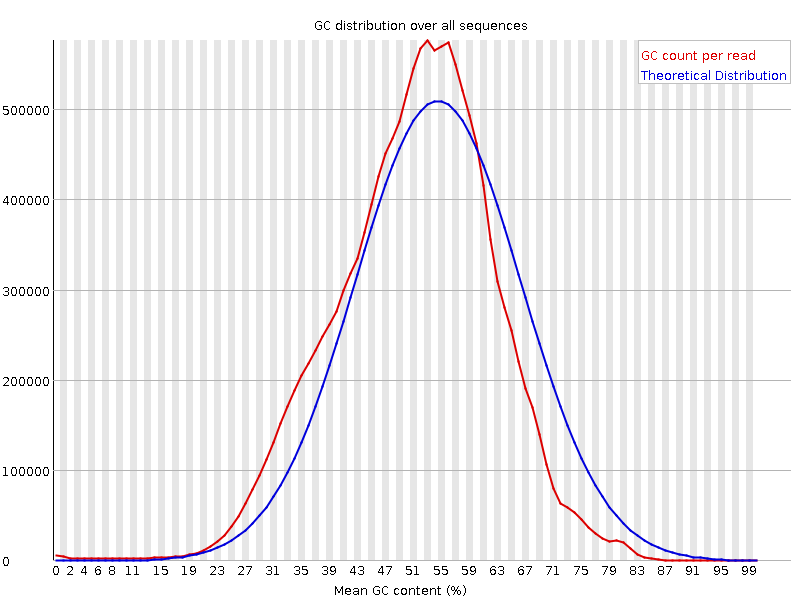 GC distribution over all sequences
GC count per read
Theoretical Distribution
500000
400000
300000
200000
100000
0
0 2 4 6 8 11 15 19 23 27 31 35 39 43 47 51 55 59 63 67 71 75 79 83 87 91 95 99
Mean GC content (%)